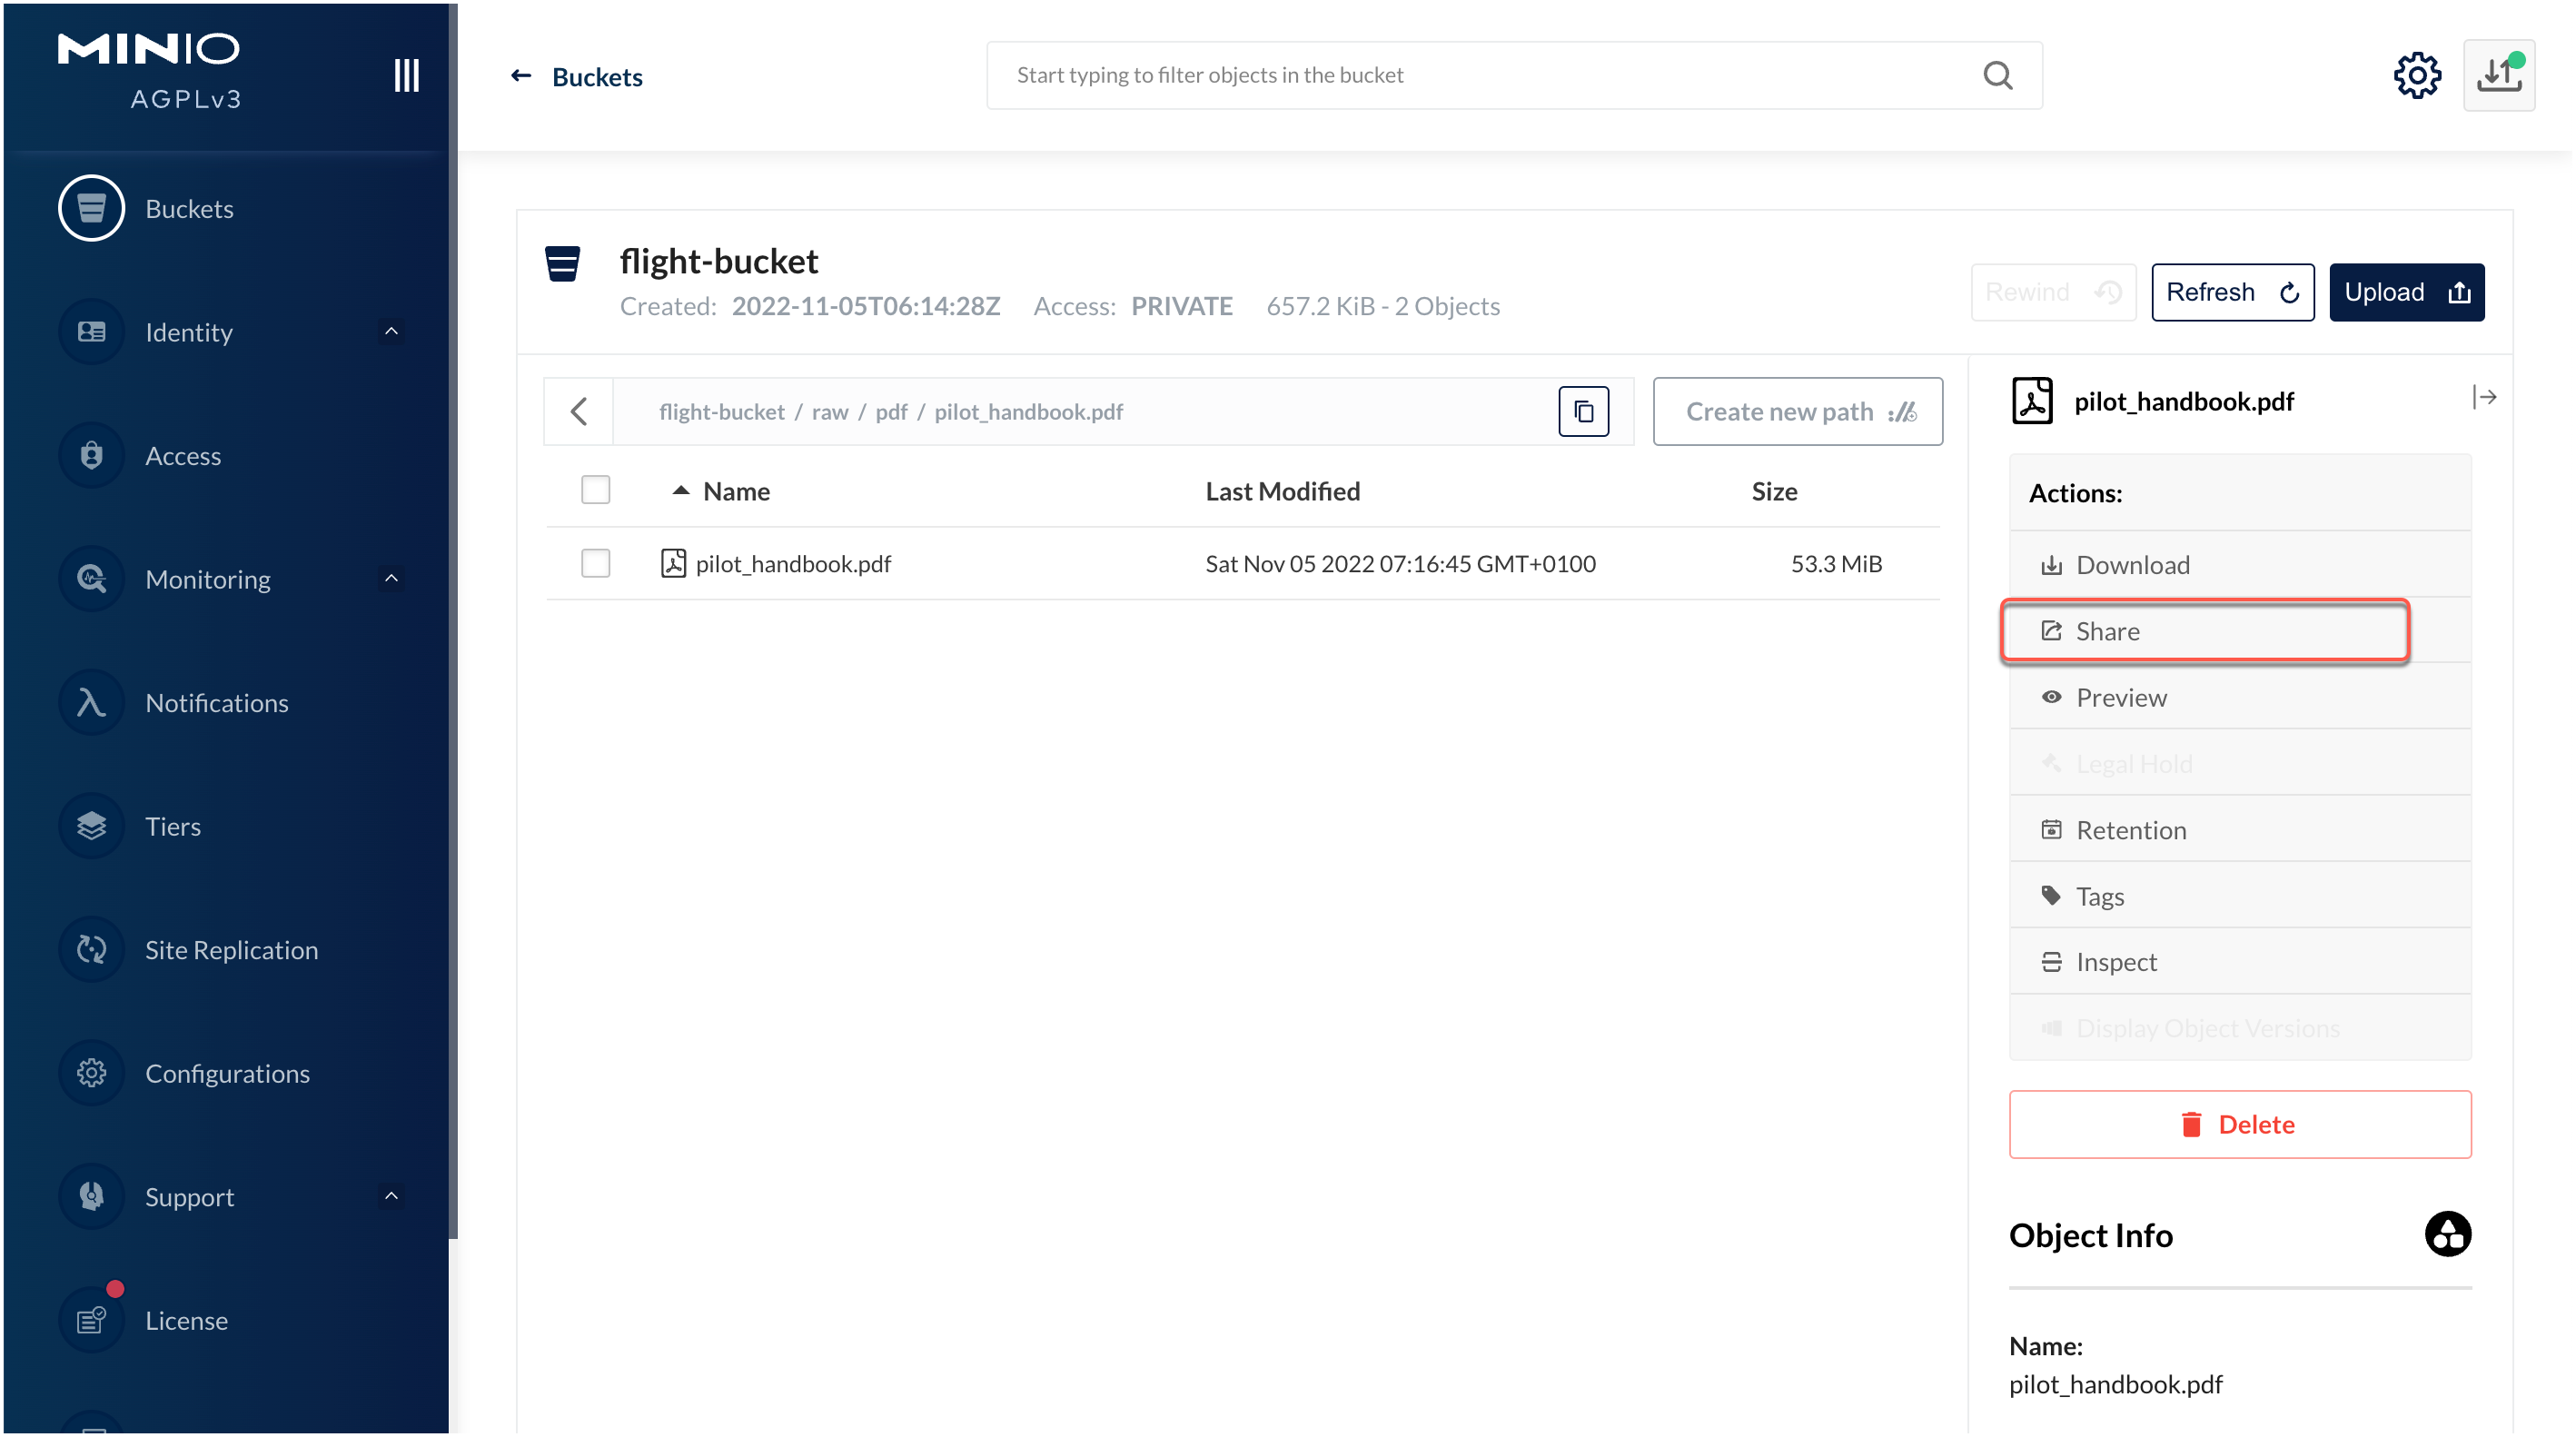 MINIO
AGPLv3
Buckets
Start typing to filter objects in the bucket
Buckets
Identity
Access
Monitoring
Notifications
Tiers
Site Replication
Configurations
Support
License
flight-bucket
Created: 2022-11-05T06:14:28Z Access: PRIVATE 657.2 KiB - 2 Objects
Rewind
Refresh
Upload
flight-bucket / raw / pdf / pilot_handbook.pdf
Create new path
Name Last Modified Size
pilot_handbook.pdf Sat Nov 05 2022 07:16:45 GMT+0100 53.3 MiB
pilot_handbook.pdf
Actions:
Download
Share
Preview
Legal Hold
Retention
Tags
Inspect
Display Object Versions
Delete
Object Info
Name:
pilot_handbook.pdf